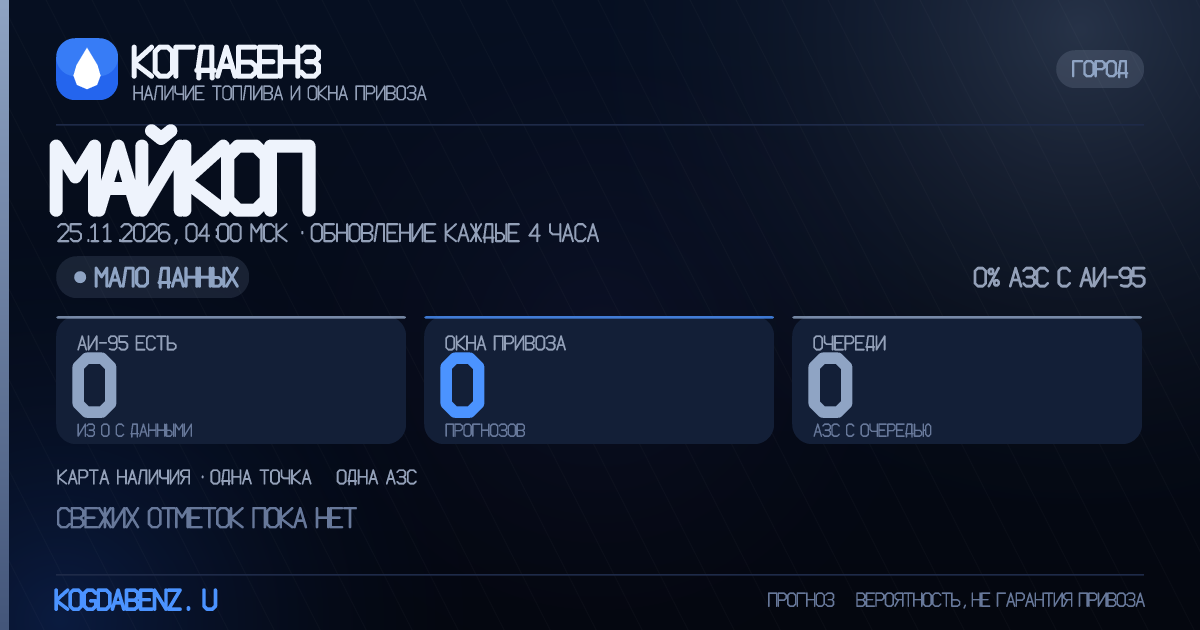 КОГДАБЕНЗ
НАЛИЧИЕ ТОПЛИВА И ОКНА ПРИВОЗА
ГОРОД
МАЙКОП
25.11.2026, 04:00 МСК · ОБНОВЛЕНИЕ КАЖДЫЕ 4 ЧАСА
МАЛО ДАННЫХ
0% АЗС С АИ-95
АИ-95 ЕСТЬ
0
ИЗ 0 С ДАННЫМИ
ОКНА ПРИВОЗА
0
ПРОГНОЗОВ
ОЧЕРЕДИ
0
АЗС С ОЧЕРЕДЬЮ
КАРТА НАЛИЧИЯ · ОДНА ТОЧКА ОДНА АЗС
СВЕЖИХ ОТМЕТОК ПОКА НЕТ
KOGDABENZ. U
ПРОГНОЗ ВЕРОЯТНОСТЬ, НЕ ГАРАНТИЯ ПРИВОЗА